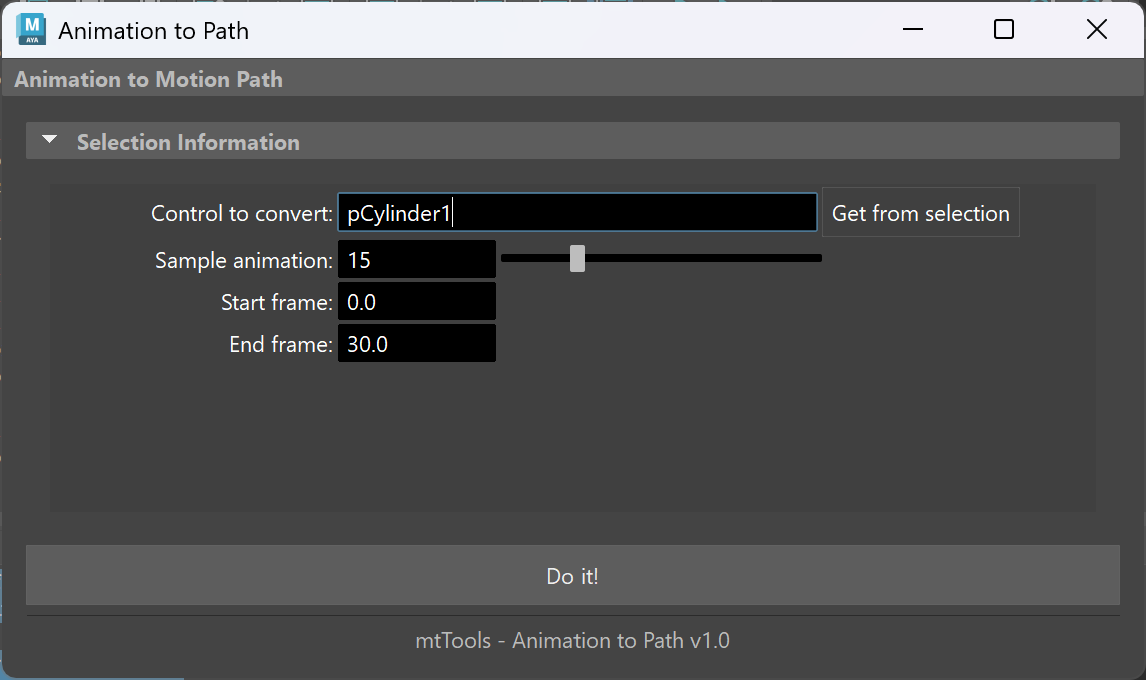 M
AYA
Animation to Path
Animation to Motion Path
Selection Information
Control to convert: pCylinder1 Get from selection
Sample animation: 15
Start frame: 0.0
End frame: 30.0
Do it!
mtTools - Animation to Path v1.0